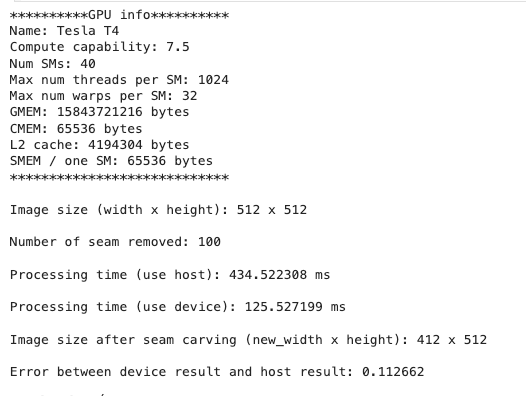 **********GPU info**********
Name: Tesla T4
Compute capability: 7.5
Num SMs: 40
Max num threads per SM: 1024
Max num warps per SM: 32
GMEM: 15843721216 bytes
CMEM: 65536 bytes
L2 cache: 4194304 bytes
SMEM / one SM: 65536 bytes
****************************
Image size (width x height): 512 x 512
Number of seam removed: 100
Processing time (use host): 434.522308 ms
Processing time (use device): 125.527199 ms
Image size after seam carving (new_width x height): 412 x 512
Error between device result and host result: 0.112662